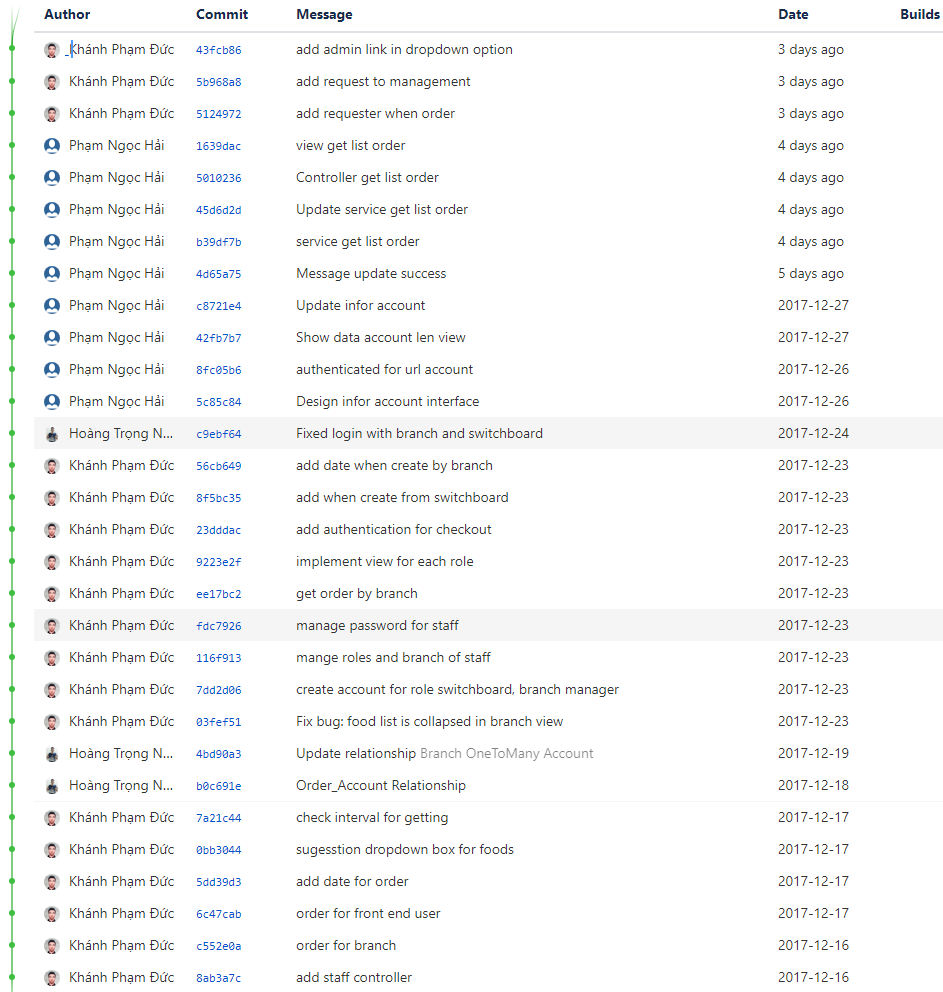 Author Commit Message Date Builds
Khánh Phạm Đức 43fcb86 add admin link in dropdown option 3 days ago
Khánh Phạm Đức 5b968a8 add request to management 3 days ago
Khánh Phạm Đức 5124972 add requester when order 3 days ago
Phạm Ngọc Hải 1639dac view get list order 4 days ago
Phạm Ngọc Hải 5010236 Controller get list order 4 days ago
Phạm Ngọc Hải 45d6d2d Update service get list order 4 days ago
Phạm Ngọc Hải b39df7b service get list order 4 days ago
Phạm Ngọc Hải 4d65a75 Message update success 5 days ago
Phạm Ngọc Hải c8721e4 Update infor account 2017-12-27
Phạm Ngọc Hải 42fb7b7 Show data account len view 2017-12-27
Phạm Ngọc Hải 8fc05b6 authenticated for url account 2017-12-26
Phạm Ngọc Hải 5c85c84 Design infor account interface 2017-12-26
Hoàng Trọng N... c9ebf64 Fixed login with branch and switchboard 2017-12-24
Khánh Phạm Đức 56cb649 add date when create by branch 2017-12-23
Khánh Phạm Đức 8f5bc35 add when create from switchboard 2017-12-23
Khánh Phạm Đức 23dddac add authentication for checkout 2017-12-23
Khánh Phạm Đức 9223e2f implement view for each role 2017-12-23
Khánh Phạm Đức ee17bc2 get order by branch 2017-12-23
Khánh Phạm Đức fdc7926 manage password for staff 2017-12-23
Khánh Phạm Đức 116f913 mange roles and branch of staff 2017-12-23
Khánh Phạm Đức 7dd2d06 create account for role switchboard, branch manager 2017-12-23
Khánh Phạm Đức 03fef51 Fix bug: food list is collapsed in branch view 2017-12-23
Hoàng Trọng N... 4bd90a3 Update relationship Branch OneToMany Account 2017-12-19
Hoàng Trọng N... b0c691e Order_Account Relationship 2017-12-18
Khánh Phạm Đức 7a21c44 check interval for getting 2017-12-17
Khánh Phạm Đức 0bb3044 sugesstion dropdown box for foods 2017-12-17
Khánh Phạm Đức 5dd39d3 add date for order 2017-12-17
Khánh Phạm Đức 6c47cab order for front end user 2017-12-17
Khánh Phạm Đức c552e0a order for branch 2017-12-16
Khánh Phạm Đức 8ab3a7c add staff controller 2017-12-16